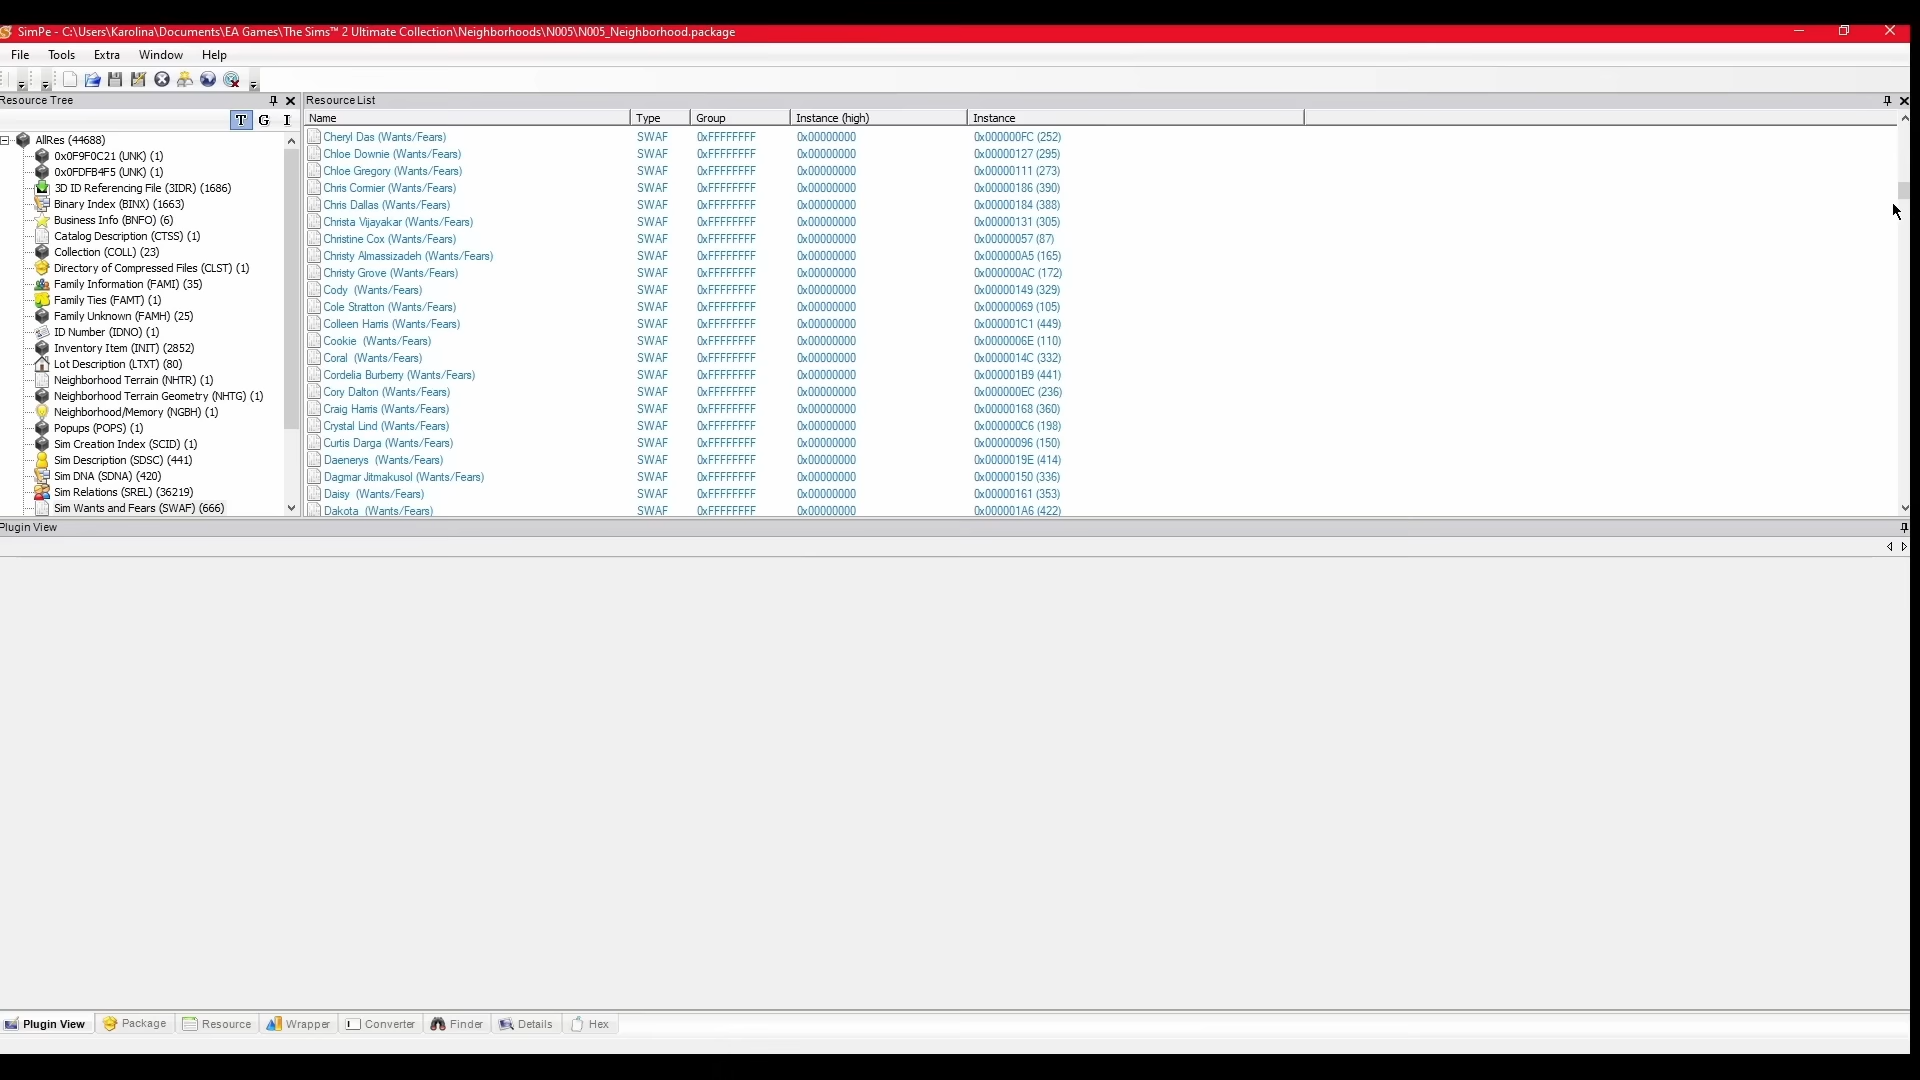 SimPe - C:\Users\Karolina\Documents\EA Games\The Sims™ 2 Ultimate Collection\Neighborhoods\N005\N005_Neighborhood.package
File Tools Extra Window Help
Resource Tree
Resource List
T G I
Name Type Group Instance (high) Instance
AllRes (44688)
0x0F9F0C21 (UNK) (1)
0x0FDFB4F5 (UNK) (1)
3D ID Referencing File (3IDR) (1686)
Binary Index (BINX) (1663)
Business Info (BNFO) (6)
Catalog Description (CTSS) (1)
Collection (COLL) (23)
Directory of Compressed Files (CLST) (1)
Family Information (FAMI) (35)
Family Ties (FAMT) (1)
Family Unknown (FAMH) (25)
ID Number (IDNO) (1)
Inventory Item (INIT) (2852)
Lot Description (LTXT) (80)
Neighborhood Terrain (NHTR) (1)
Neighborhood Terrain Geometry (NHTG) (1)
Neighborhood/Memory (NGBH) (1)
Popups (POPS) (1)
Sim Creation Index (SCID) (1)
Sim Description (SDSC) (441)
Sim DNA (SDNA) (420)
Sim Relations (SREL) (36219)
Sim Wants and Fears (SWAF) (666)
Cheryl Das (Wants/Fears) SWAF 0xFFFFFFFF 0x00000000 0x000000FC (252)
Chloe Downie (Wants/Fears) SWAF 0xFFFFFFFF 0x00000000 0x00000127 (295)
Chloe Gregory (Wants/Fears) SWAF 0xFFFFFFFF 0x00000000 0x00000111 (273)
Chris Cormier (Wants/Fears) SWAF 0xFFFFFFFF 0x00000000 0x00000186 (390)
Chris Dallas (Wants/Fears) SWAF 0xFFFFFFFF 0x00000000 0x00000184 (388)
Christa Vijayakar (Wants/Fears) SWAF 0xFFFFFFFF 0x00000000 0x00000131 (305)
Christine Cox (Wants/Fears) SWAF 0xFFFFFFFF 0x00000000 0x00000057 (87)
Christy Almassizadeh (Wants/Fears) SWAF 0xFFFFFFFF 0x00000000 0x000000A5 (165)
Christy Grove (Wants/Fears) SWAF 0xFFFFFFFF 0x00000000 0x000000AC (172)
Cody (Wants/Fears) SWAF 0xFFFFFFFF 0x00000000 0x00000149 (329)
Cole Stratton (Wants/Fears) SWAF 0xFFFFFFFF 0x00000000 0x00000069 (105)
Colleen Harris (Wants/Fears) SWAF 0xFFFFFFFF 0x00000000 0x000001C1 (449)
Cookie (Wants/Fears) SWAF 0xFFFFFFFF 0x00000000 0x0000006E (110)
Coral (Wants/Fears) SWAF 0xFFFFFFFF 0x00000000 0x0000014C (332)
Cordelia Burberry (Wants/Fears) SWAF 0xFFFFFFFF 0x00000000 0x000001B9 (441)
Cory Dalton (Wants/Fears) SWAF 0xFFFFFFFF 0x00000000 0x000000EC (236)
Craig Harris (Wants/Fears) SWAF 0xFFFFFFFF 0x00000000 0x00000168 (360)
Crystal Lind (Wants/Fears) SWAF 0xFFFFFFFF 0x00000000 0x000000C6 (198)
Curtis Darga (Wants/Fears) SWAF 0xFFFFFFFF 0x00000000 0x00000096 (150)
Daenerys (Wants/Fears) SWAF 0xFFFFFFFF 0x00000000 0x0000019E (414)
Dagmar Jitmakusol (Wants/Fears) SWAF 0xFFFFFFFF 0x00000000 0x00000150 (336)
Daisy (Wants/Fears) SWAF 0xFFFFFFFF 0x00000000 0x00000161 (353)
Dakota (Wants/Fears) SWAF 0xFFFFFFFF 0x00000000 0x000001A6 (422)
Plugin View
Plugin View Package Resource Wrapper Converter Finder Details Hex